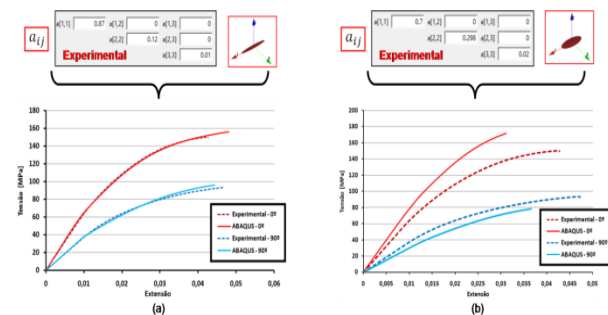 a[1,1] 0.87 a[1,2] 0 a[1,3] 0
a[2,2] 0.12 a[2,3] 0
a[3,3] 0.01
aij
Experimental
180
160
140
120
100
80
60
40
20
0
Tensão [MPa]
0 0,01 0,02 0,03 0,04 0,05 0,06
Extensão
Experimental - 0º
ABAQUS - 0º
Experimental - 90º
ABAQUS - 90º
(a)
a[1,1] 0.7 a[1,2] 0 a[1,3] 0
a[2,2] 0.298 a[2,3] 0
a[3,3] 0.02
aij
Experimental
200
180
160
140
120
100
80
60
40
20
0
Tensão [MPa]
0 0,005 0,01 0,015 0,02 0,025 0,03 0,035 0,04 0,045 0,05
Extensão
Experimental - 0º
ABAQUS - 0º
Experimental - 90º
ABAQUS - 90º
(b)